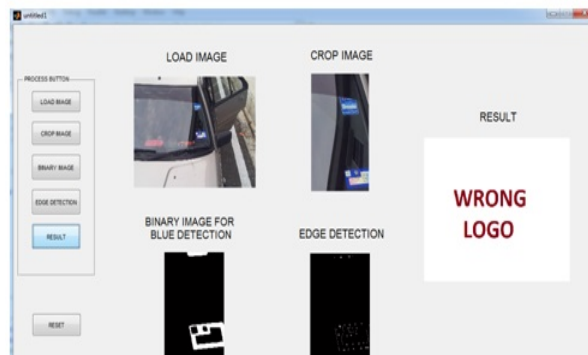 untitled1
LOAD IMAGE
CROP IMAGE
PROCESS BUTTON
LOAD IMAGE
CROP IMAGE
BINARY IMAGE
EDGE DETECTION
RESULT
RESET
RESULT
WRONG
LOGO
BINARY IMAGE FOR
BLUE DETECTION
EDGE DETECTION